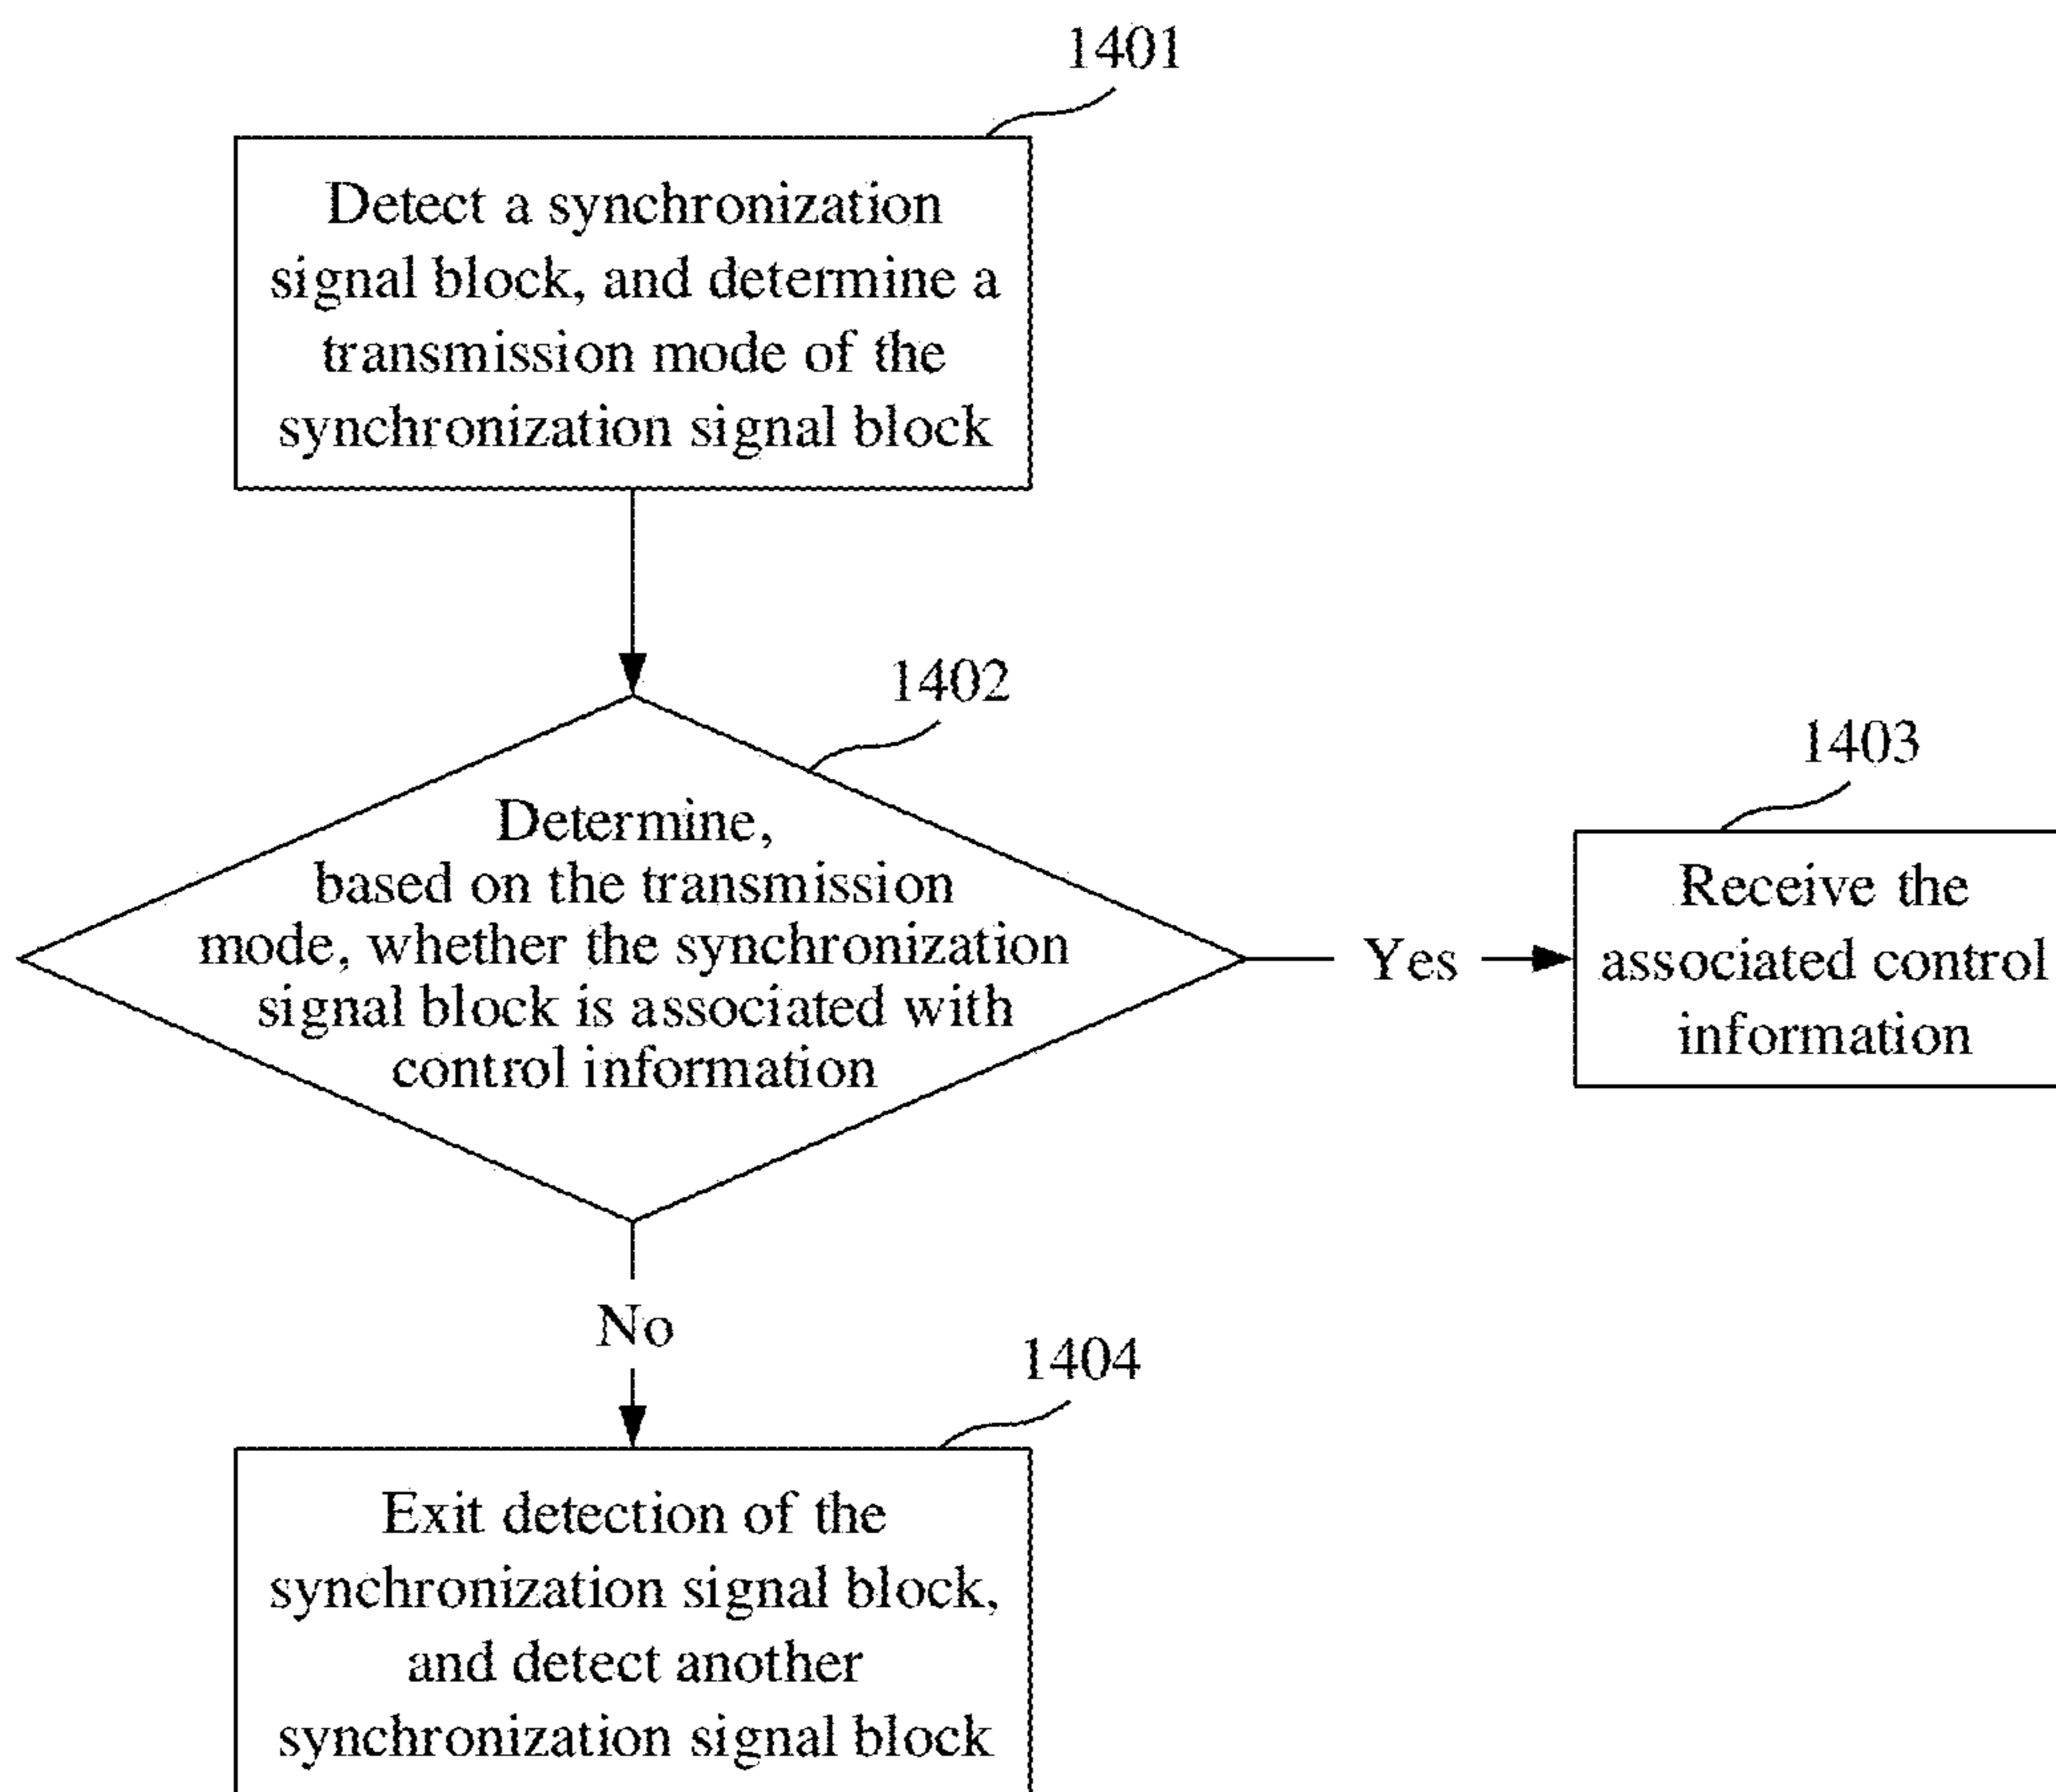 1401
Detect a synchronization
signal block, and determine a
transmission mode of the
synchronization signal block
1402
Determine,
based on the transmission
mode, whether the synchronization
signal block is associated with
control information
Yes
1403
Receive the
associated control
information
No
1404
Exit detection of the
synchronization signal block,
and detect another
synchronization signal block